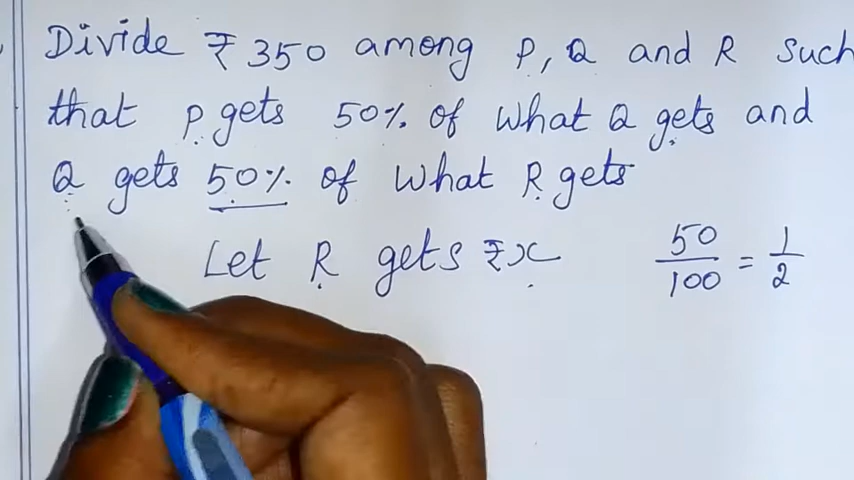 Divide ₹ 350 among P, Q and R such
that P gets 50% of what Q gets and
Q gets 50% of what R gets
Let R gets ₹x 50/100 = 1/2